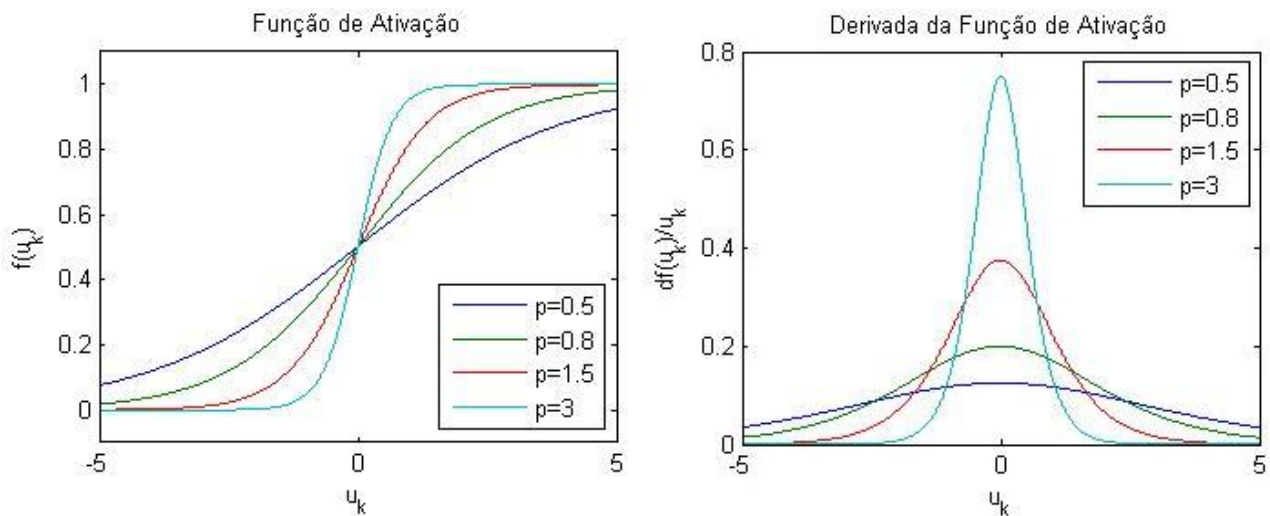 Função de Ativação
1
0.8
0.6
0.4
0.2
0
f(u_k)
-5
0
5
u_k
p=0.5
p=0.8
p=1.5
p=3
Derivada da Função de Ativação
0.8
0.6
0.4
0.2
0
df(u_k)/u_k
-5
0
5
u_k
p=0.5
p=0.8
p=1.5
p=3